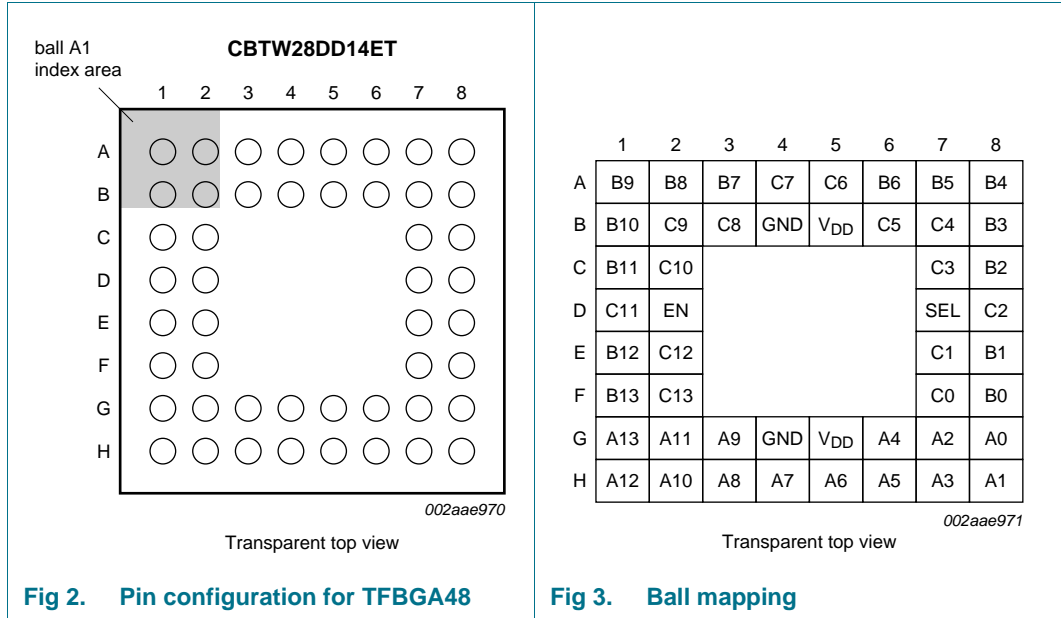 ball A1
index area
CBTW28DD14ET
1 2 3 4 5 6 7 8
A
B
C
D
E
F
G
H
002aae970
Transparent top view
Fig 2. Pin configuration for TFBGA48
1 2 3 4 5 6 7 8
A B9 B8 B7 C7 C6 B6 B5 B4
B B10 C9 C8 GND VDD C5 C4 B3
C B11 C10 C3 B2
D C11 EN SEL C2
E B12 C12 C1 B1
F B13 C13 C0 B0
G A13 A11 A9 GND VDD A4 A2 A0
H A12 A10 A8 A7 A6 A5 A3 A1
002aae971
Transparent top view
Fig 3. Ball mapping